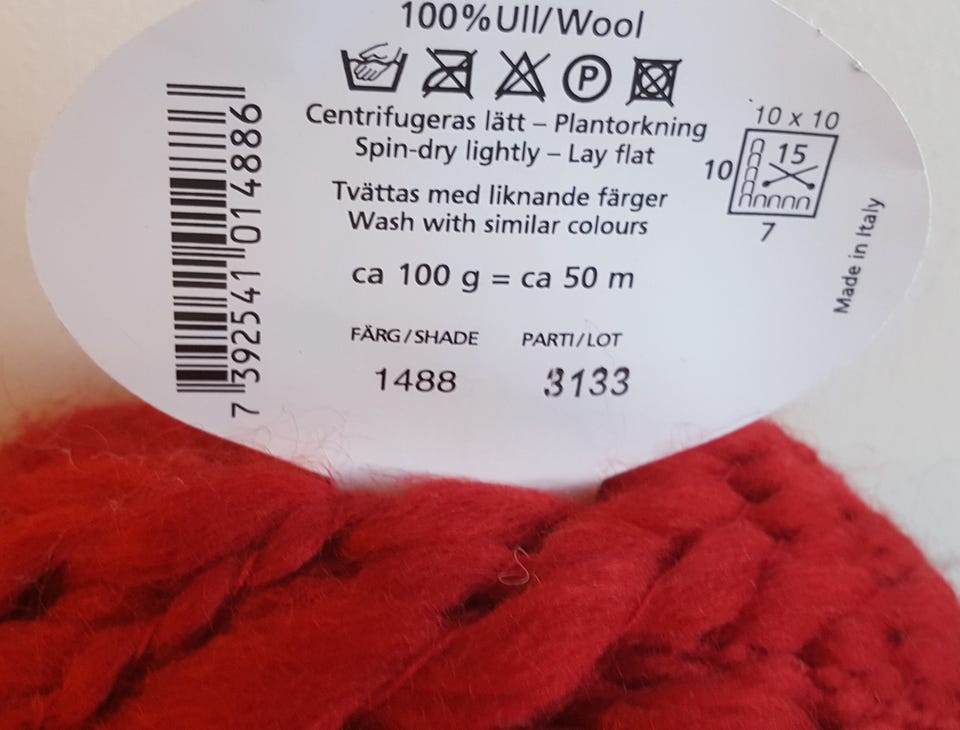 100% Ull/Wool
P
Centrifugeras lätt – Plantorkning
Spin-dry lightly – Lay flat
Tvättas med liknande färger
Wash with similar colours
ca 100 g = ca 50 m
FÄRG/SHADE PARTI/LOT
1488 3133
7 392541 014886
10 x 10
15
10
7
Made in Italy